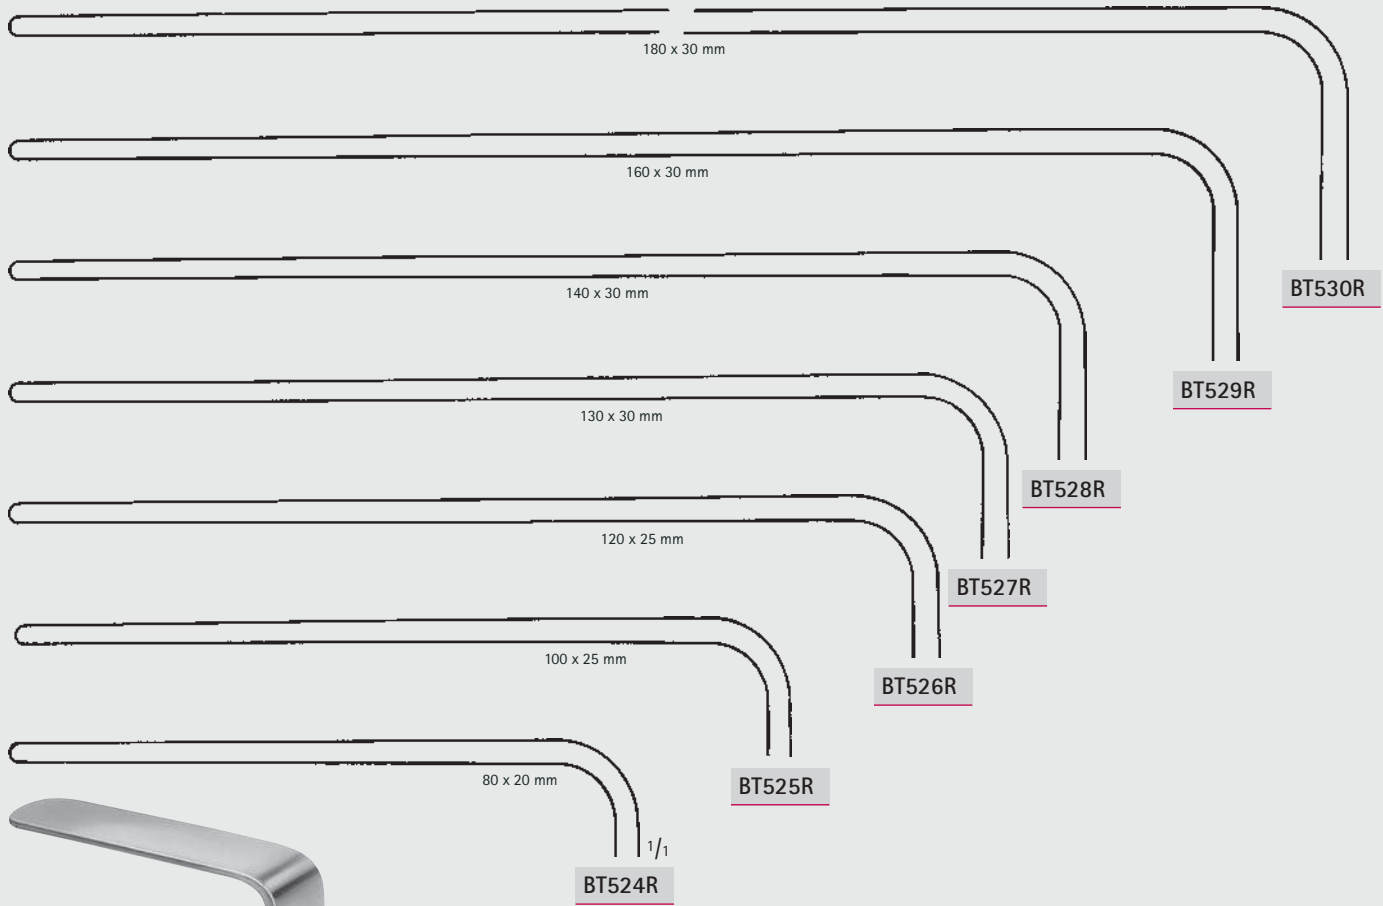 180 x 30 mm
160 x 30 mm
BT530R
140 x 30 mm
BT529R
130 x 30 mm
BT528R
120 x 25 mm
BT527R
100 x 25 mm
BT526R
80 x 20 mm
BT525R
1/1
BT524R